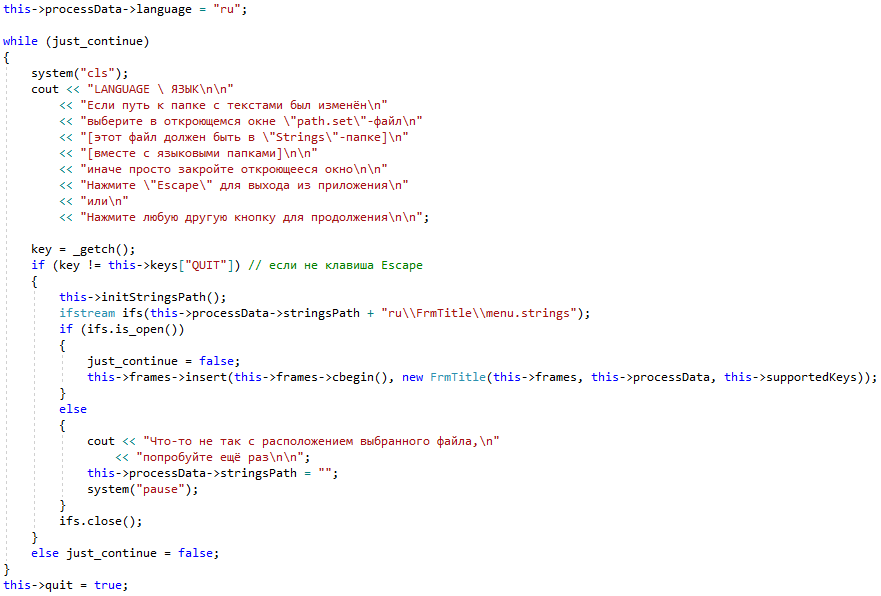 this->processData->language = "ru";

while (just_continue)
{
    system("cls");
    cout << "LANGUAGE \ ЯЗЫК\n\n"
        << "Если путь к папке с текстами был изменён\n"
        << "выберите в откроющемся окне \"path.set\"-файл\n"
        << "[этот файл должен быть в \"Strings\"-папке]\n"
        << "[вместе с языковыми папками]\n\n"
        << "иначе просто закройте откроющееся окно\n\n"
        << "Нажмите \"Escape\" для выхода из приложения\n"
        << "или\n"
        << "Нажмите любую другую кнопку для продолжения\n\n";

    key = _getch();
    if (key != this->keys["QUIT"]) // если не клавиша Escape
    {
        this->initStringsPath();
        ifstream ifs(this->processData->stringsPath + "ru\\FrmTitle\\menu.strings");
        if (ifs.is_open())
        {
            just_continue = false;
            this->frames->insert(this->frames->cbegin(), new FrmTitle(this->frames, this->processData, this->supportedKeys));
        }
        else
        {
            cout << "Что-то не так с расположением выбранного файла,\n"
                << "попробуйте ещё раз\n\n";
            this->processData->stringsPath = "";
            system("pause");
        }
        ifs.close();
    }
    else just_continue = false;
}
this->quit = true;